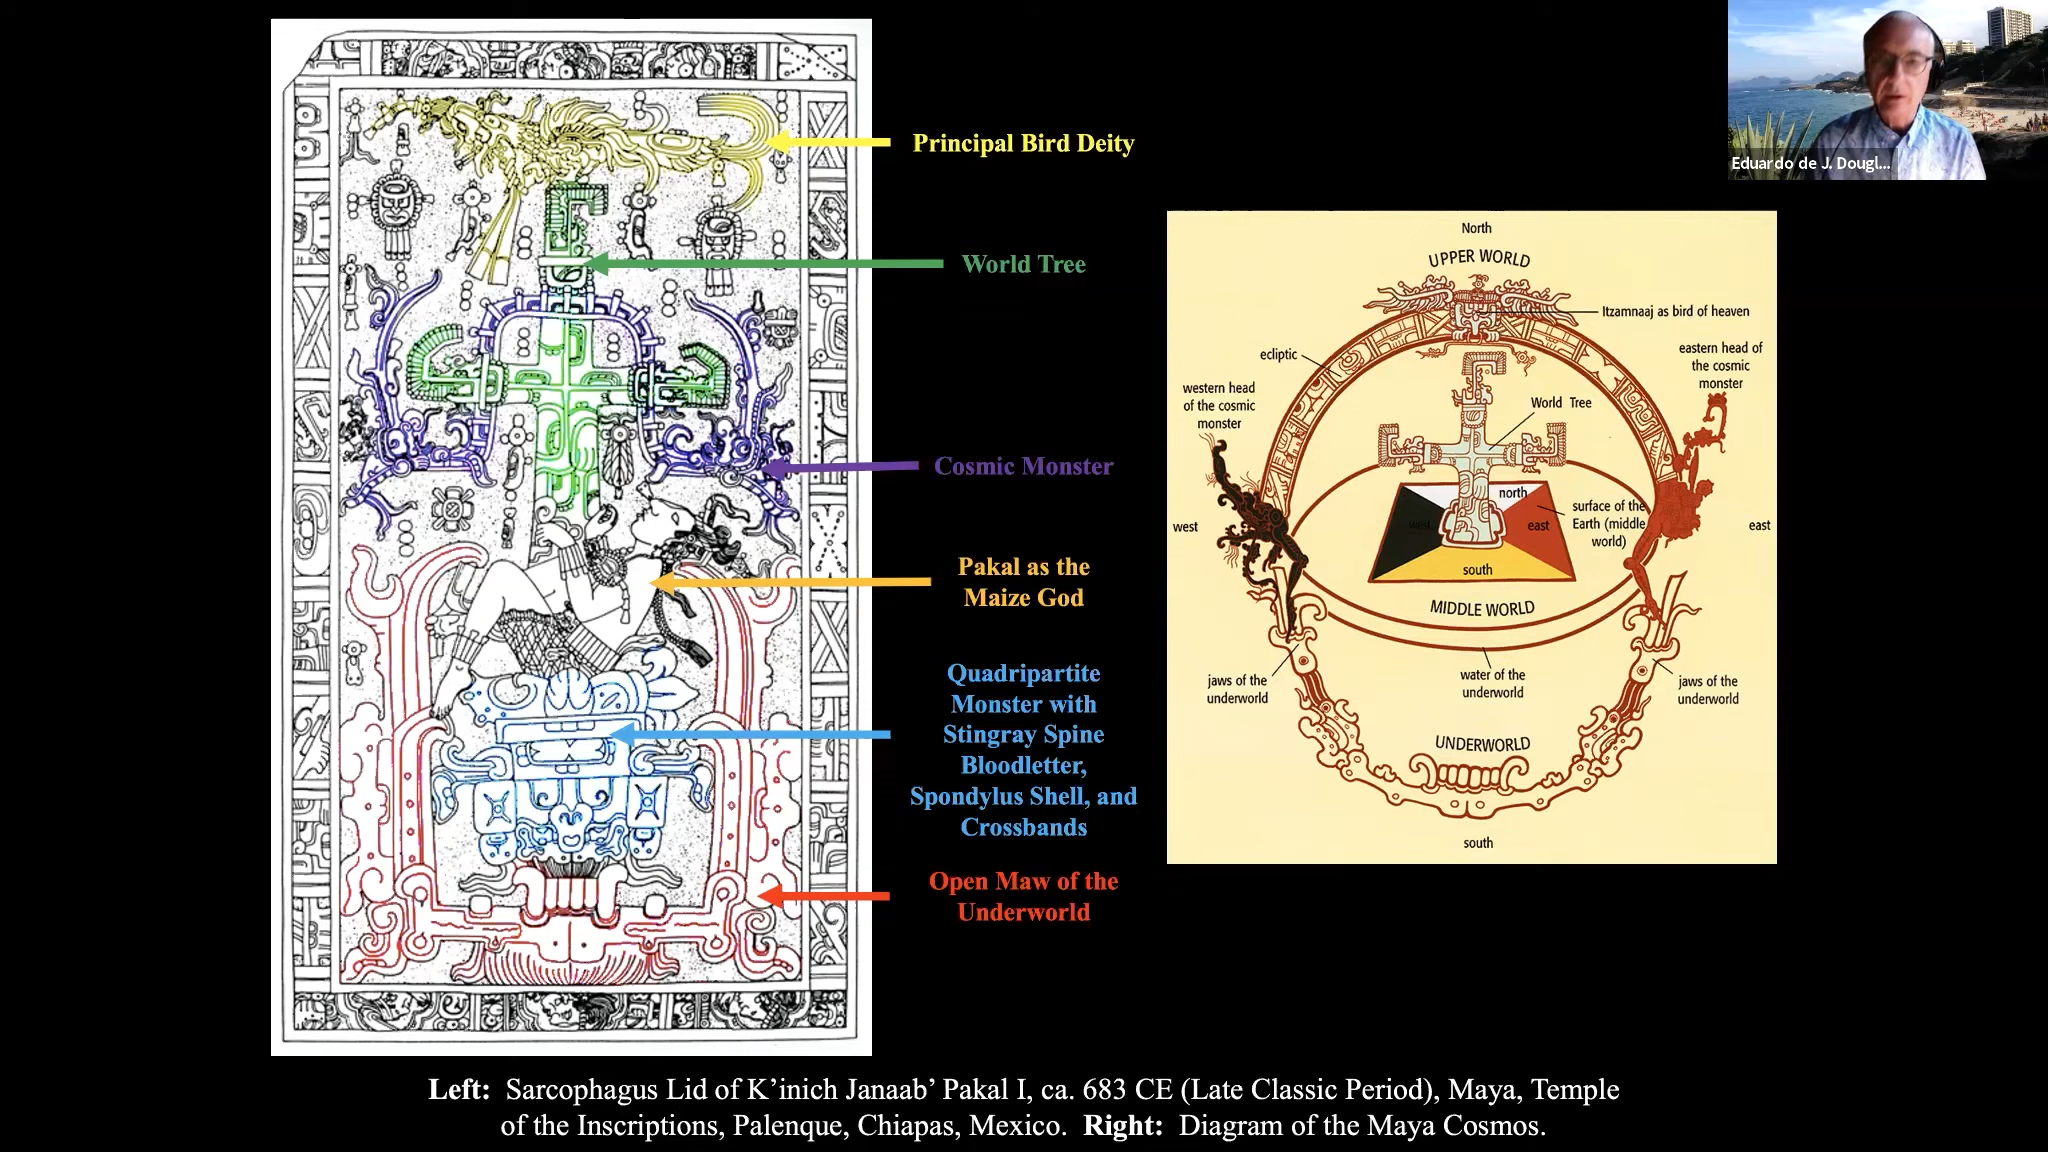 Eduardo de J. Dougl...
Principal Bird Deity
World Tree
Cosmic Monster
Pakal as the
Maize God
Quadripartite
Monster with
Stingray Spine
Bloodletter,
Spondylus Shell, and
Crossbands
Open Maw of the
Underworld
North
UPPER WORLD
Itzamnaaj as bird of heaven
ecliptic
eastern head of
the cosmic
monster
western head
of the cosmic
monster
World Tree
north
surface of the
Earth (middle
world)
west
west
east
east
south
MIDDLE WORLD
water of the
underworld
jaws of the
underworld
jaws of the
underworld
UNDERWORLD
south
Left: Sarcophagus Lid of K’inich Janaab’ Pakal I, ca. 683 CE (Late Classic Period), Maya, Temple
of the Inscriptions, Palenque, Chiapas, Mexico. Right: Diagram of the Maya Cosmos.